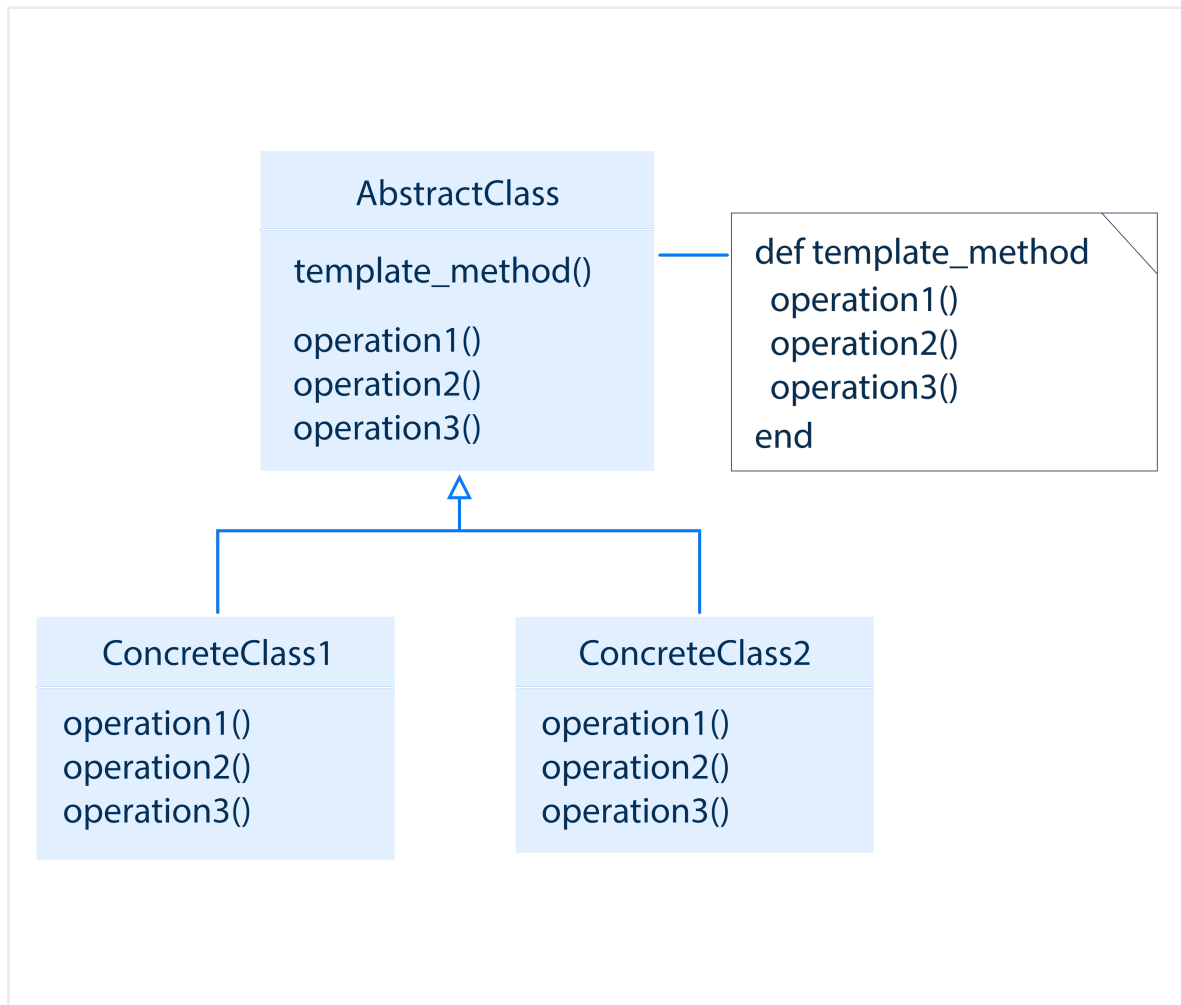 AbstractClass
template_method()
operation1()
operation2()
operation3()
def template_method
operation1()
operation2()
operation3()
end
ConcreteClass1
operation1()
operation2()
operation3()
ConcreteClass2
operation1()
operation2()
operation3()